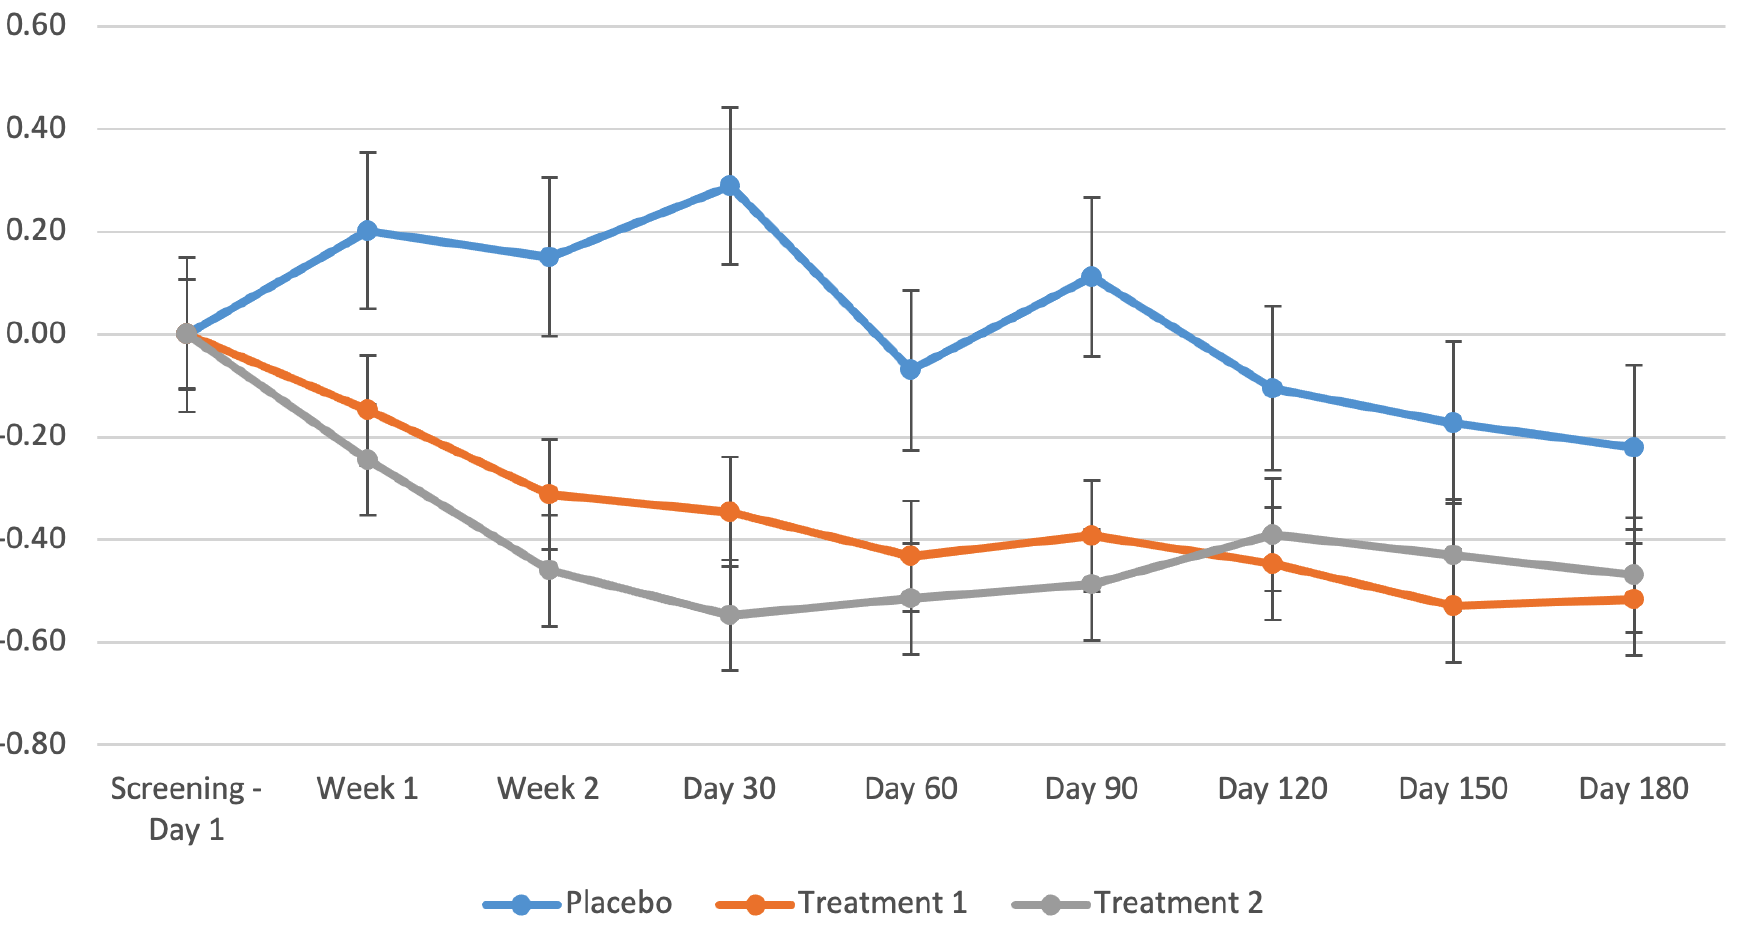 0.60
0.40
0.20
0.00
-0.20
-0.40
-0.60
-0.80
Screening - Day 1
Week 1
Week 2
Day 30
Day 60
Day 90
Day 120
Day 150
Day 180
Placebo
Treatment 1
Treatment 2